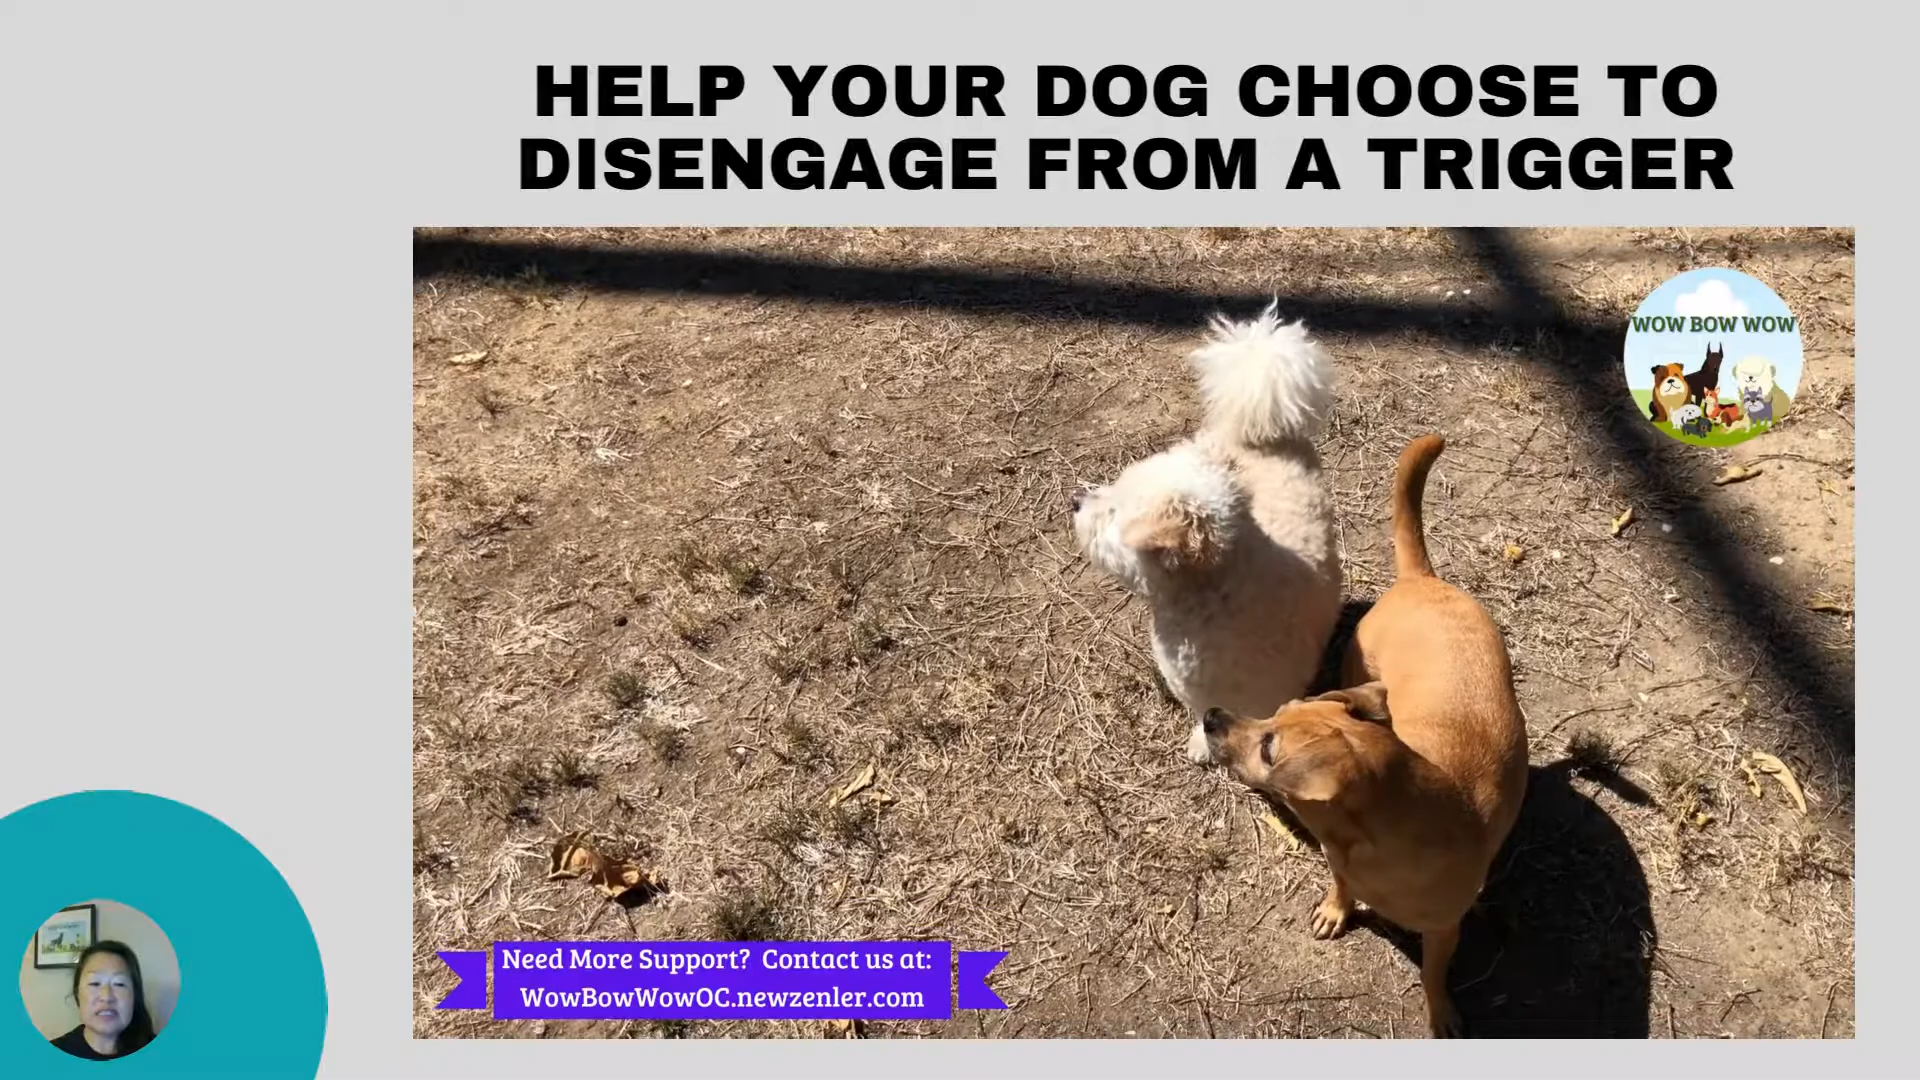 HELP YOUR DOG CHOOSE TO
DISENGAGE FROM A TRIGGER
WOW BOW WOW
Need More Support? Contact us at:
WowBowWowOC.newzenler.com